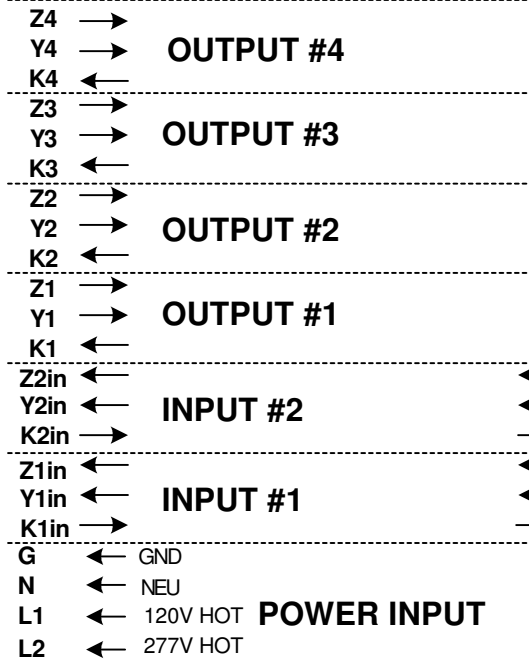 Z4
Y4 OUTPUT #4
K4
Z3
Y3 OUTPUT #3
K3
Z2
Y2 OUTPUT #2
K2
Z1
Y1 OUTPUT #1
K1
Z2in
Y2in INPUT #2
K2in
Z1in
Y1in INPUT #1
K1in
G GND
N NEU
L1 120V HOT POWER INPUT
L2 277V HOT